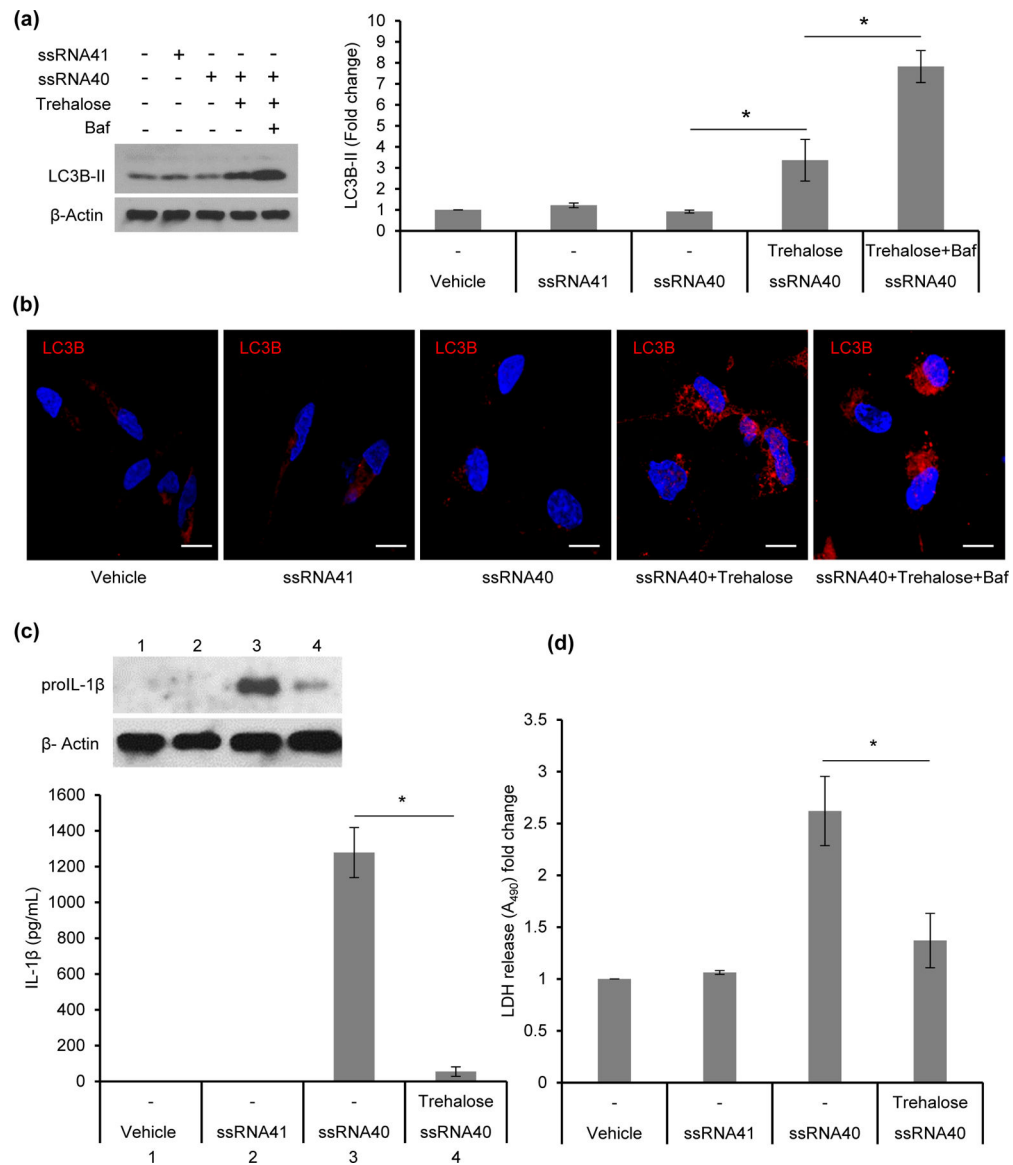 (a)
ssRNA41 - + - - -
ssRNA40 - - + + +
Trehalose - - - + +
Baf - - - - +
LC3B-II
β-Actin
LC3B-II (Fold change)
10
9
8
7
6
5
4
3
2
1
0
*
*
- - - Trehalose Trehalose+Baf
Vehicle ssRNA41 ssRNA40 ssRNA40 ssRNA40
(b)
LC3B LC3B LC3B LC3B LC3B
Vehicle ssRNA41 ssRNA40 ssRNA40+Trehalose ssRNA40+Trehalose+Baf
(c)
1 2 3 4
proIL-1β
β- Actin
IL-1β (pg/mL)
1600
1400
1200
1000
800
600
400
200
0
*
- - - Trehalose
Vehicle ssRNA41 ssRNA40 ssRNA40
1 2 3 4
(d)
LDH release (A490) fold change
3.5
3
2.5
2
1.5
1
0.5
0
*
- - - Trehalose
Vehicle ssRNA41 ssRNA40 ssRNA40